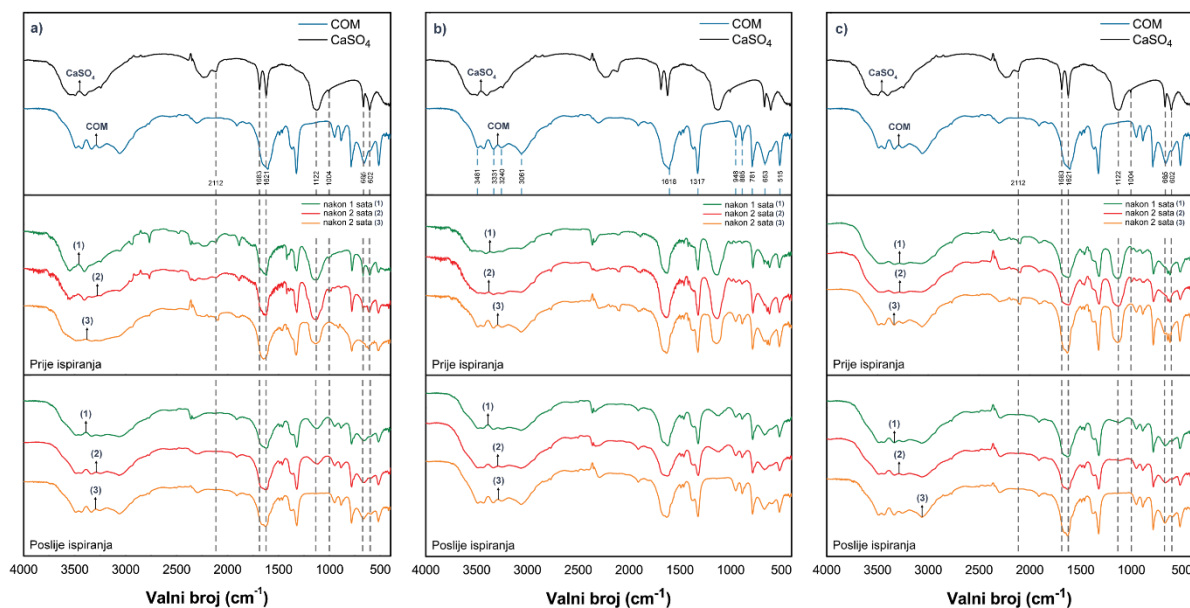 a)
COM
CaSO₄
CaSO₄
COM
2112
1683
1621
1122
1004
665
602
nakon 1 sata (1)
nakon 2 sata (2)
nakon 2 sata (3)
(1)
(2)
(3)
Prije ispiranja
(1)
(2)
(3)
Poslije ispiranja
4000 3500 3000 2500 2000 1500 1000 500
Valni broj (cm⁻¹)
b)
COM
CaSO₄
CaSO₄
COM
3481
3331
3240
3061
1618
1317
948
885
781
653
515
nakon 1 sata (1)
nakon 2 sata (2)
nakon 2 sata (3)
(1)
(2)
(3)
Prije ispiranja
(1)
(2)
(3)
Poslije ispiranja
4000 3500 3000 2500 2000 1500 1000 500
Valni broj (cm⁻¹)
c)
COM
CaSO₄
CaSO₄
COM
2112
1683
1621
1122
1004
665
602
nakon 1 sata (1)
nakon 2 sata (2)
nakon 2 sata (3)
(1)
(2)
(3)
Prije ispiranja
(1)
(2)
(3)
Poslije ispiranja
4000 3500 3000 2500 2000 1500 1000 500
Valni broj (cm⁻¹)